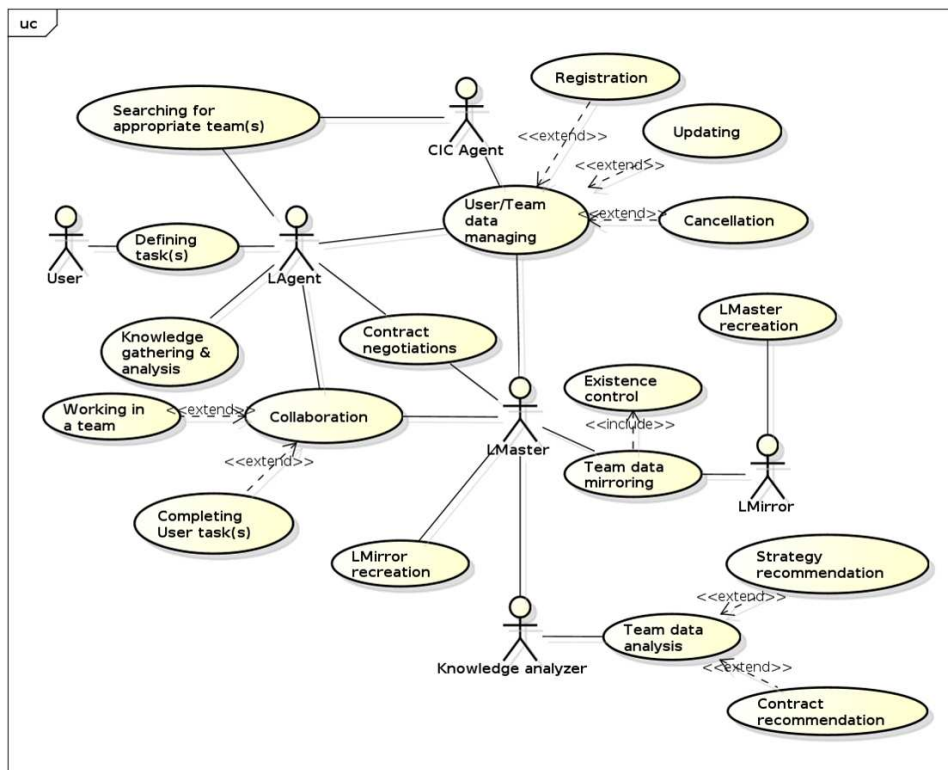 uc
Registration
Searching for
appropriate team(s)
CIC Agent
<<extend>>
Updating
<<extend>>
User/Team
data
managing
<<extend>>
Cancellation
User
Defining
task(s)
LAgent
LMaster
recreation
Knowledge
gathering &
analysis
Contract
negotiations
Existence
control
Working in
a team
<<extend>>
Collaboration
<<include>>
LMaster
<<extend>>
Team data
mirroring
LMirror
Completing
User task(s)
LMirror
recreation
Strategy
recommendation
<<extend>>
Knowledge analyzer
Team data
analysis
<<extend>>
Contract
recommendation